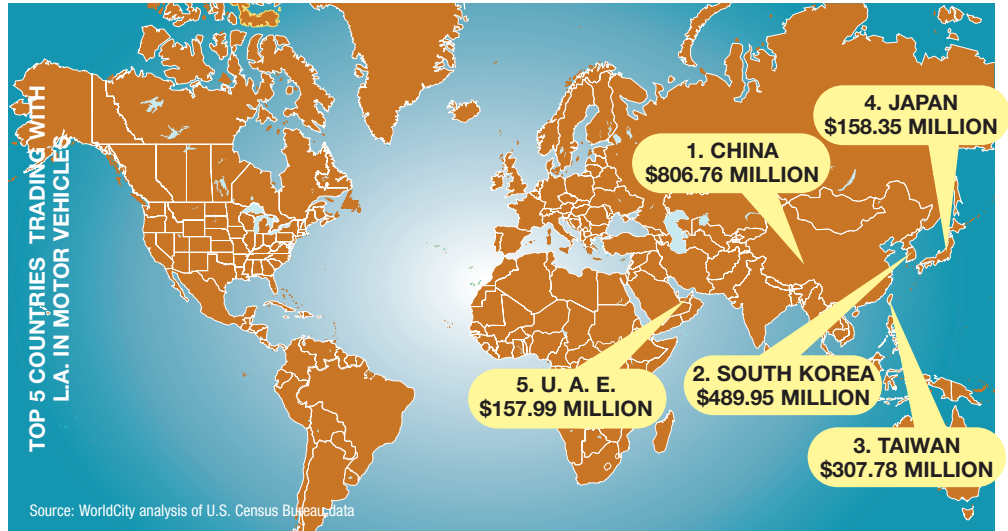 TOP 5 COUNTRIES TRADING WITH
L.A. IN MOTOR VEHICLES
4. JAPAN
$158.35 MILLION
1. CHINA
$806.76 MILLION
5. U. A. E.
$157.99 MILLION
2. SOUTH KOREA
$489.95 MILLION
3. TAIWAN
$307.78 MILLION
Source: WorldCity analysis of U.S. Census Bureau data